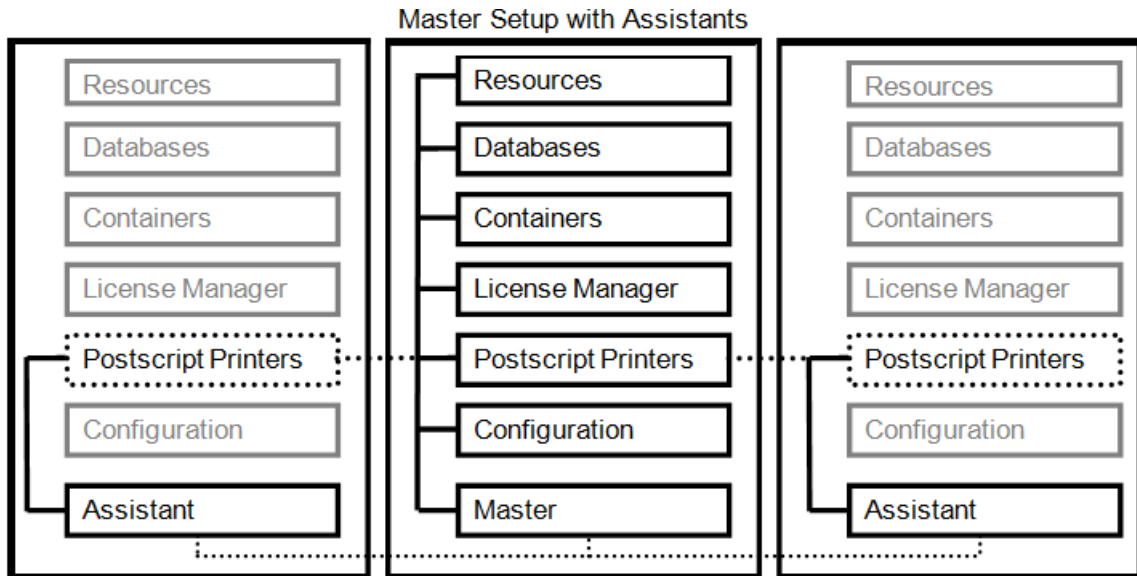 Master Setup with Assistants
Resources
Databases
Containers
License Manager
Postscript Printers
Configuration
Assistant
Resources
Databases
Containers
License Manager
Postscript Printers
Configuration
Master
Resources
Databases
Containers
License Manager
Postscript Printers
Configuration
Assistant